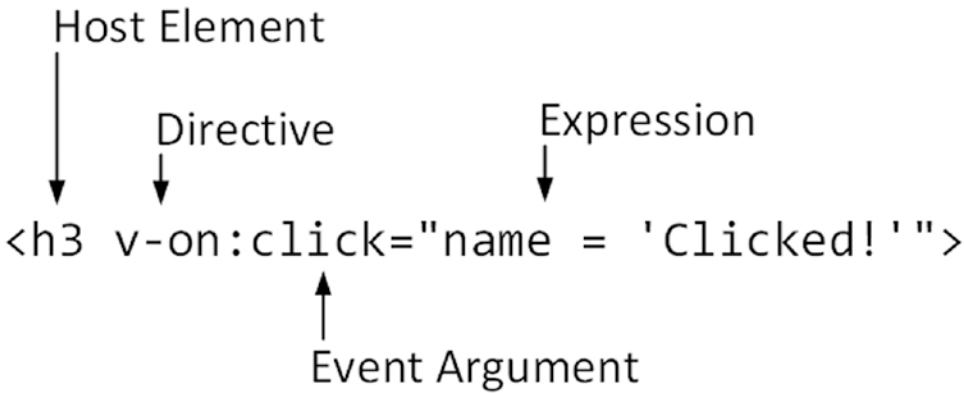 Host Element
Directive
Expression
<h3 v-on:click="name = 'Clicked!'">
Event Argument